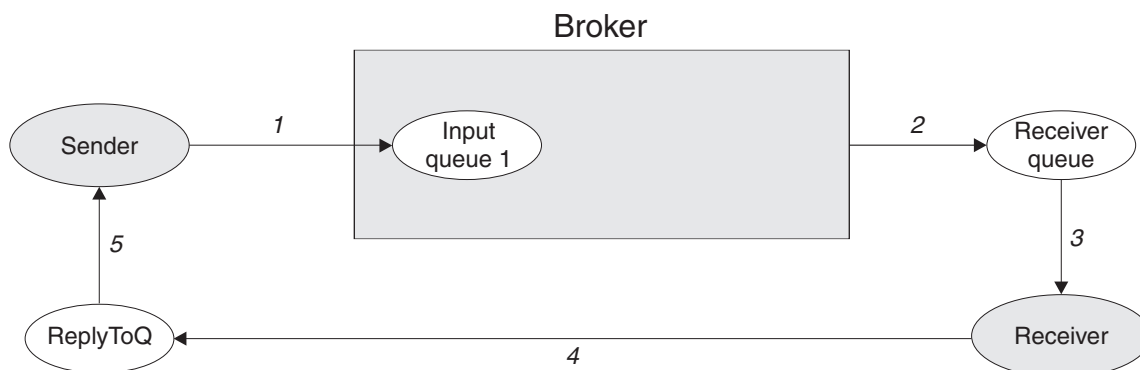 Broker
Sender
1
Input
queue 1
2
Receiver
queue
5
3
ReplyToQ
4
Receiver